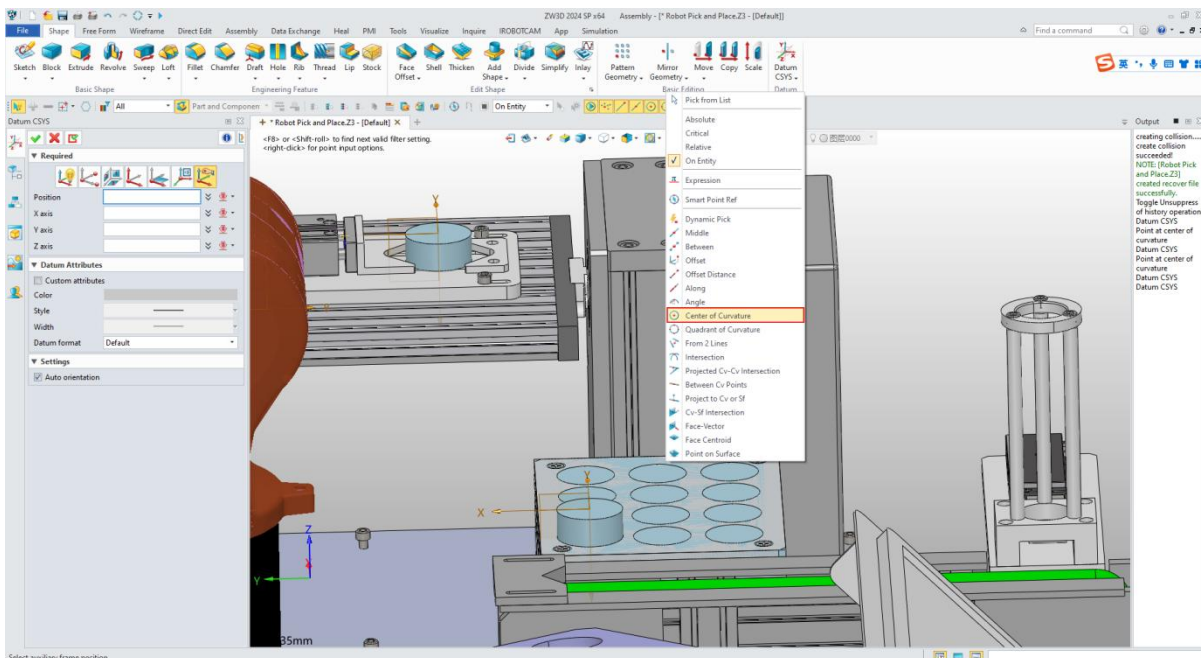 ZW3D 2024 SP x64 Assembly - [* Robot Pick and Place.Z3 - [Default]]
File Shape Free Form Wireframe Direct Edit Assembly Data Exchange Heal PMI Tools Visualize Inquire IROBOTCAM App Simulation Find a command
Sketch Block Extrude Revolve Sweep Loft Fillet Chamfer Draft Hole Rib Thread Lip Stock Face Offset Shell Thicken Add Shape Divide Simplify Inlay Pattern Geometry Mirror Geometry Move Copy Scale Datum CSYS
Basic Shape Engineering Feature Edit Shape Basic Editing Datum
英
All Part and Componen On Entity
Datum CSYS
Required
Position
X axis
Y axis
Z axis
Datum Attributes
Custom attributes
Color
Style
Width
Datum format Default
Settings
Auto orientation
+ * Robot Pick and Place.Z3 - [Default] × +
<F8> or <Shift-roll> to find next valid filter setting.
<right-click> for point input options.
图层0000
Pick from List
Absolute
Critical
Relative
On Entity
Expression
Smart Point Ref
Dynamic Pick
Middle
Between
Offset
Offset Distance
Along
Angle
Center of Curvature
Quadrant of Curvature
From 2 Lines
Intersection
Projected Cv-Cv Intersection
Between Cv Points
Project to Cv or Sf
Cv-Sf Intersection
Face-Vector
Face Centroid
Point on Surface
Y
Y
X
Z
X
Y
35mm
Output
creating collision....
create collision
succeeded!
NOTE: [Robot Pick
and Place.Z3]
created recover file
successfully.
Toggle Unsuppress
of history operation
Datum CSYS
Point at center of
curvature
Datum CSYS
Point at center of
curvature
Datum CSYS
Datum CSYS
Select auxiliary frame position